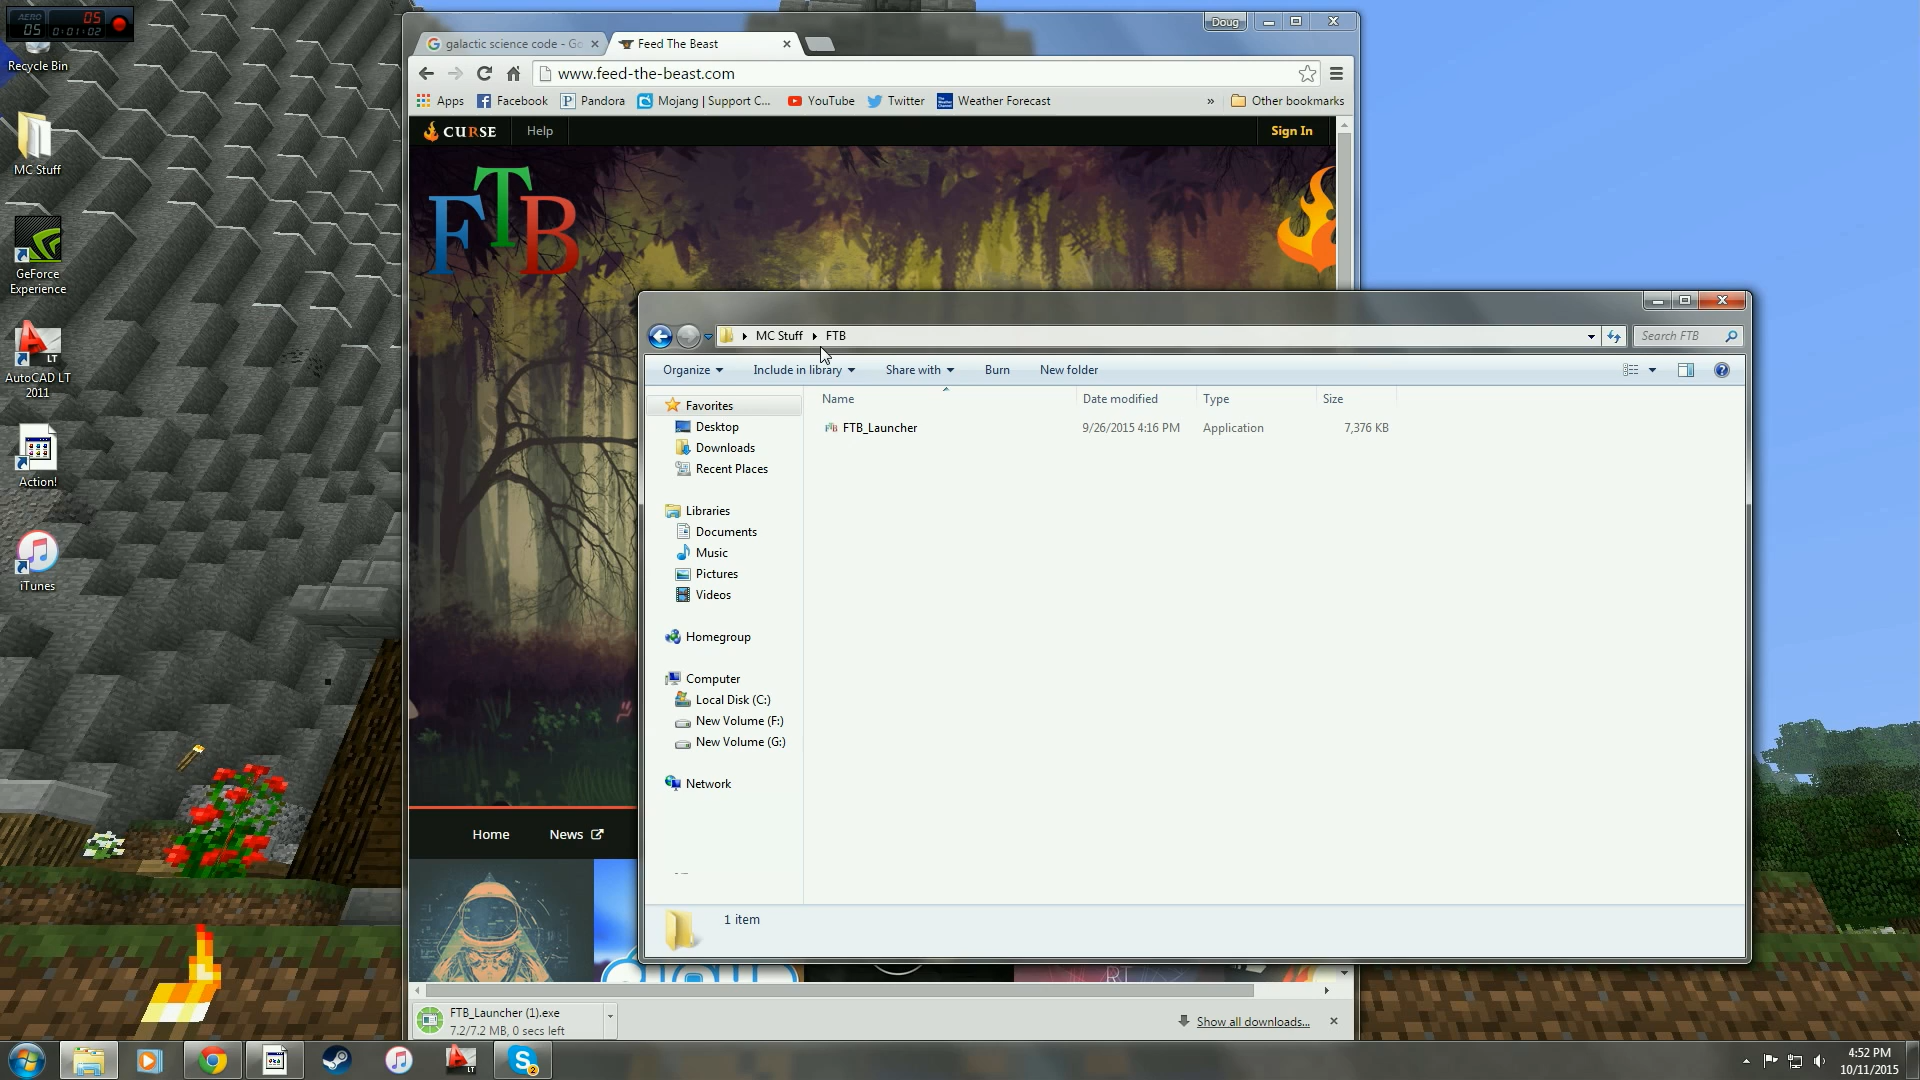 AERO 05 05 0:01:02
Recycle Bin
MC Stuff
GeForce
Experience
AutoCAD LT
2011
Action!
iTunes
Doug
galactic science code - Go
Feed The Beast
www.feed-the-beast.com
Apps Facebook Pandora Mojang | Support C... YouTube Twitter Weather Forecast » Other bookmarks
CURSE Help Sign In
FTB
MC Stuff FTB Search FTB
Organize Include in library Share with Burn New folder
Name Date modified Type Size
FTB_Launcher 9/26/2015 4:16 PM Application 7,376 KB
Favorites
Desktop
Downloads
Recent Places
Libraries
Documents
Music
Pictures
Videos
Homegroup
Computer
Local Disk (C:)
New Volume (F:)
New Volume (G:)
Network
1 item
Home News
FTB_Launcher (1).exe
7.2/7.2 MB, 0 secs left
Show all downloads...
4:52 PM
10/11/2015